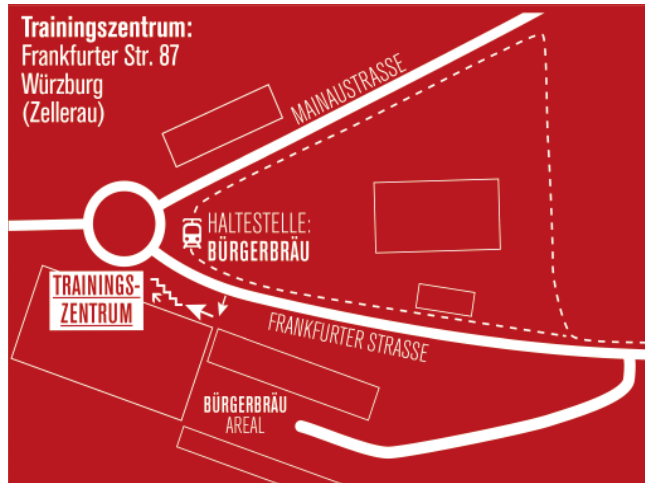 Trainingszentrum:
Frankfurter Str. 87
Würzburg
(Zellerau)
MAINAUSTRASSE
HALTESTELLE:
BÜRGERBRÄU
TRAININGS-
ZENTRUM
FRANKFURTER STRASSE
BÜRGERBRÄU
AREAL